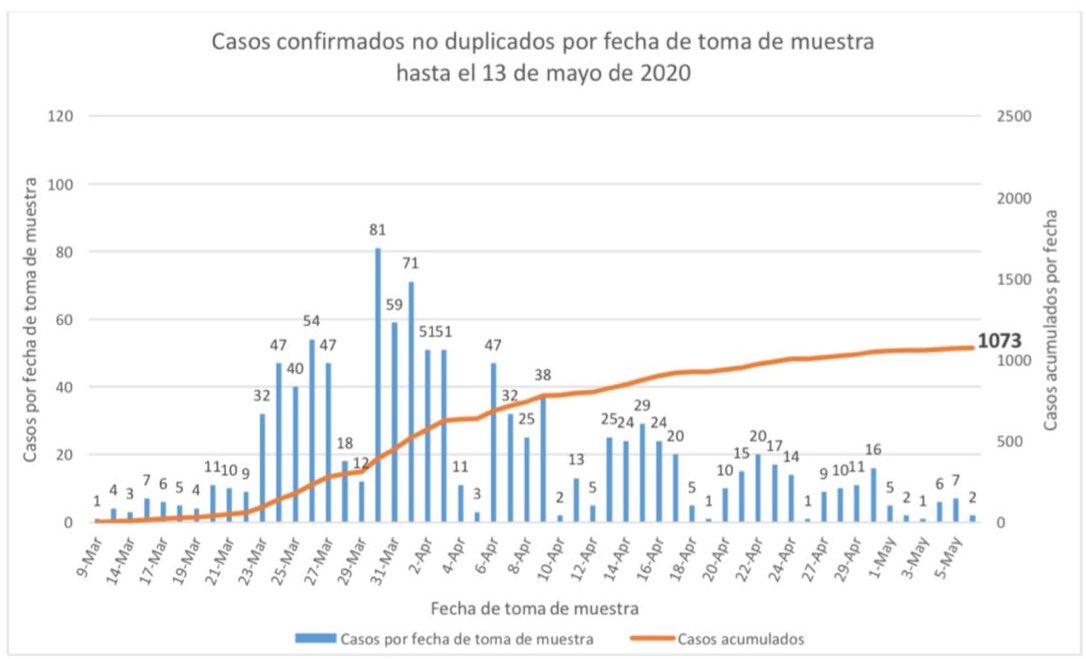 Casos confirmados no duplicados por fecha de toma de muestra
hasta el 13 de mayo de 2020
Casos por fecha de toma de muestra
120
100
80
60
40
20
0
1 4 3 7 6 5 4 11 10 9 32 47 40 54 47 18 12 81 59 71 51 51 11 3 47 32 25 38 2 13 5 25 24 29 24 20 5 1 10 15 20 17 14 1 9 10 11 16 5 2 1 6 7 2
1073
2500
2000
1500
1000
500
0
Casos acumulados por fecha
9-Mar 14-Mar 17-Mar 19-Mar 21-Mar 23-Mar 25-Mar 27-Mar 29-Mar 31-Mar 2-Apr 4-Apr 6-Apr 8-Apr 10-Apr 12-Apr 14-Apr 16-Apr 18-Apr 20-Apr 22-Apr 24-Apr 27-Apr 29-Apr 1-May 3-May 5-May
Fecha de toma de muestra
Casos por fecha de toma de muestra Casos acumulados